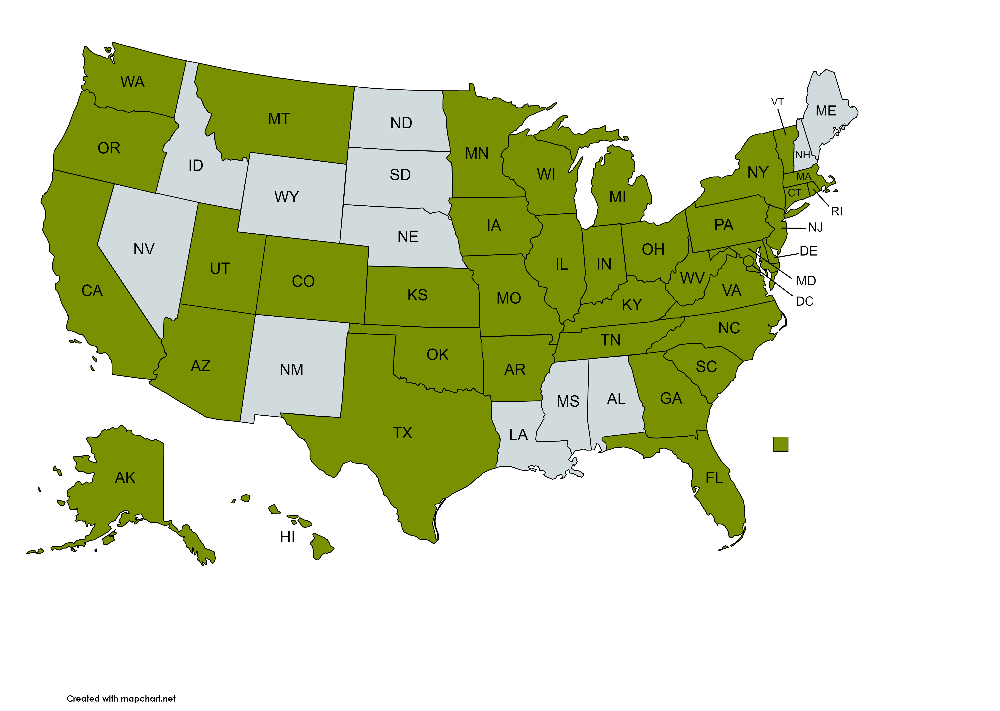 WA
MT
ND
VT
ME
OR
MN
NH
ID
SD
WI
NY
MA
WY
MI
CT
RI
NE
IA
PA
NJ
NV
OH
DE
UT
CO
IL
IN
WV
MD
CA
KS
MO
KY
VA
DC
NC
TN
AZ
NM
OK
AR
SC
MS
AL
GA
TX
LA
AK
FL
HI
Created with mapchart.net